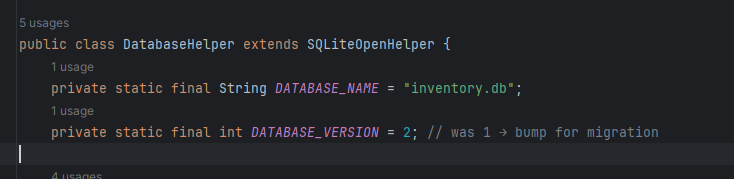 5 usages
public class DatabaseHelper extends SQLiteOpenHelper {
1 usage
private static final String DATABASE_NAME = "inventory.db";
1 usage
private static final int DATABASE_VERSION = 2; // was 1 → bump for migration
4 usages